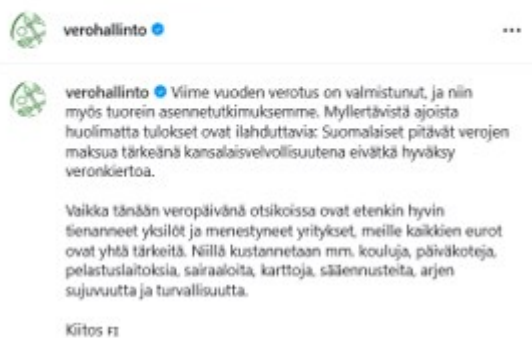 verohallinto
verohallinto Viime vuoden verotus on valmistunut, ja niin
myös tuorein asennetutkimuksemme. Myllertävistä ajoista
huolimatta tulokset ovat ilahduttavia: Suomalaiset pitävät verojen
maksua tärkeänä kansalaisvelvollisuutena eivätkä hyväksy
veronkiertoa.
Vaikka tänään veropäivänä otsikoissa ovat etenkin hyvin
tienanneet yksilöt ja menestyneet yritykset, meille kaikkien eurot
ovat yhtä tärkeitä. Niillä kustannetaan mm. kouluja, päiväkoteja,
pelastuslaitoksia, sairaaloita, karttoja, sääennusteita, arjen
sujuvuutta ja turvallisuutta.
Kiitos FI